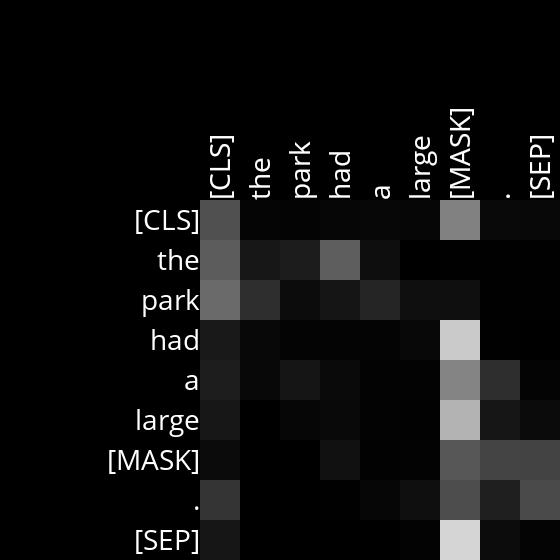 [CLS] the park had a large [MASK] . [SEP]
[CLS]
the
park
had
a
large
[MASK]
.
[SEP]